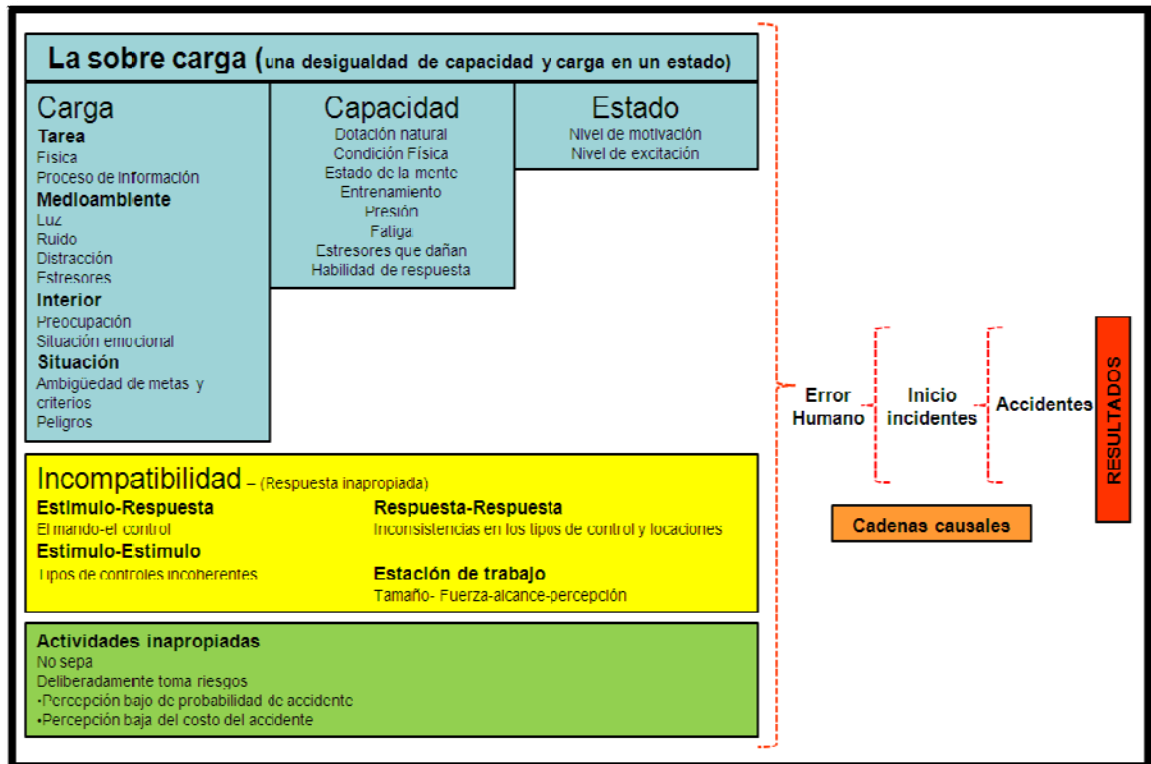 La sobre carga (una desigualdad de capacidad y carga en un estado)
Carga
Tarea
Física
Proceso de Información
Medioambiente
Luz
Ruido
Distracción
Estresores
Interior
Preocupación
Situación emocional
Situación
Ambigüedad de metas y
criterios
Peligros
Capacidad
Dotación natural
Condición Física
Estado de la mente
Entrenamiento
Presión
Fatiga
Estresores que dañan
Habilidad de respuesta
Estado
Nivel de motivación
Nivel de excitación
Incompatibilidad – (Respuesta inapropiada)
Estimulo-Respuesta
El mando-el control
Estimulo-Estimulo
Tipos de controles incoherentes
Respuesta-Respuesta
Inconsistencias en los tipos de control y locaciones
Estación de trabajo
Tamaño- Fuerza-alcance-percepción
Actividades inapropiadas
No sepa
Deliberadamente toma riesgos
•Percepción bajo de probabilidad de accidente
•Percepción baja del costo del accidente
Error
Humano
Inicio
incidentes
Accidentes
RESULTADOS
Cadenas causales